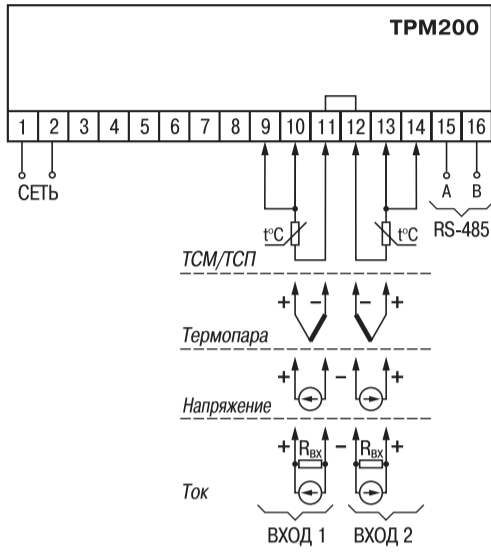 ТРМ200
1 2 3 4 5 6 7 8 9 10 11 12 13 14 15 16
СЕТЬ
A B
RS-485
t°C t°C
ТСМ/ТСП
+ – – +
Термопара
+ – +
Напряжение
+ Rвх – Rвх +
Ток
ВХОД 1 ВХОД 2